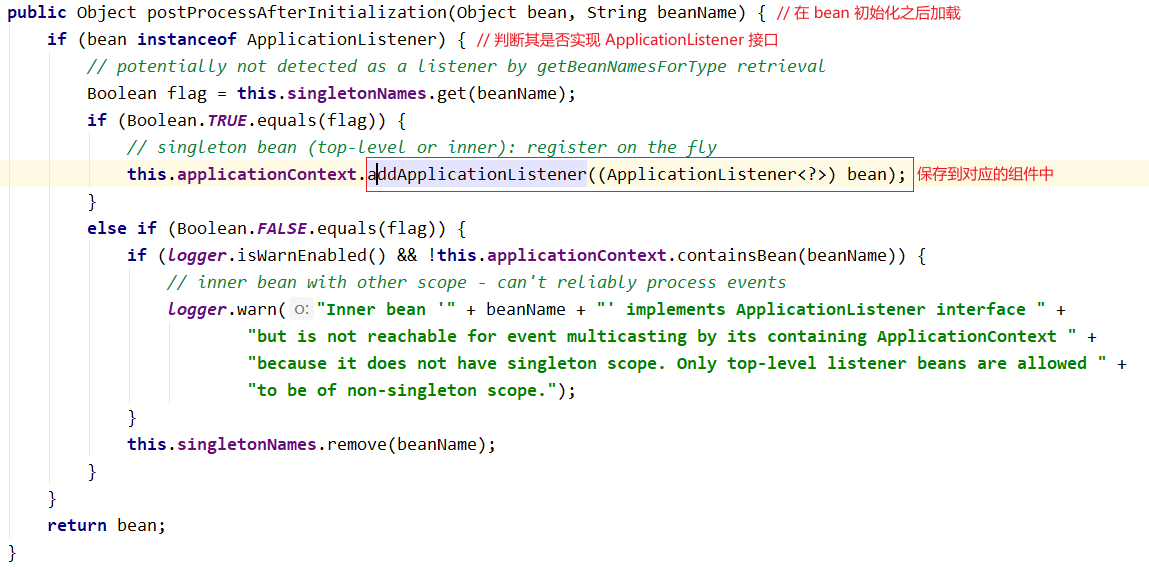 public Object postProcessAfterInitialization(Object bean, String beanName) { // 在 bean 初始化之后加载
if (bean instanceof ApplicationListener) { // 判断其是否实现 ApplicationListener 接口
// potentially not detected as a listener by getBeanNamesForType retrieval
Boolean flag = this.singletonNames.get(beanName);
if (Boolean.TRUE.equals(flag)) {
// singleton bean (top-level or inner): register on the fly
this.applicationContext.addApplicationListener((ApplicationListener<?>) bean); 保存到对应的组件中
}
else if (Boolean.FALSE.equals(flag)) {
if (logger.isWarnEnabled() && !this.applicationContext.containsBean(beanName)) {
// inner bean with other scope - can't reliably process events
logger.warn( o: "Inner bean '" + beanName + "' implements ApplicationListener interface " +
"but is not reachable for event multicasting by its containing ApplicationContext " +
"because it does not have singleton scope. Only top-level listener beans are allowed " +
"to be of non-singleton scope.");
}
this.singletonNames.remove(beanName);
}
}
return bean;
}